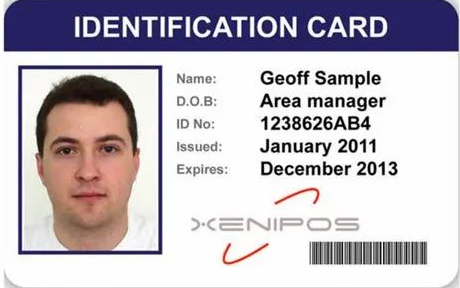 IDENTIFICATION CARD
Name: Geoff Sample
D.O.B: Area manager
ID No: 1238626AB4
Issued: January 2011
Expires: December 2013
XENIPOS